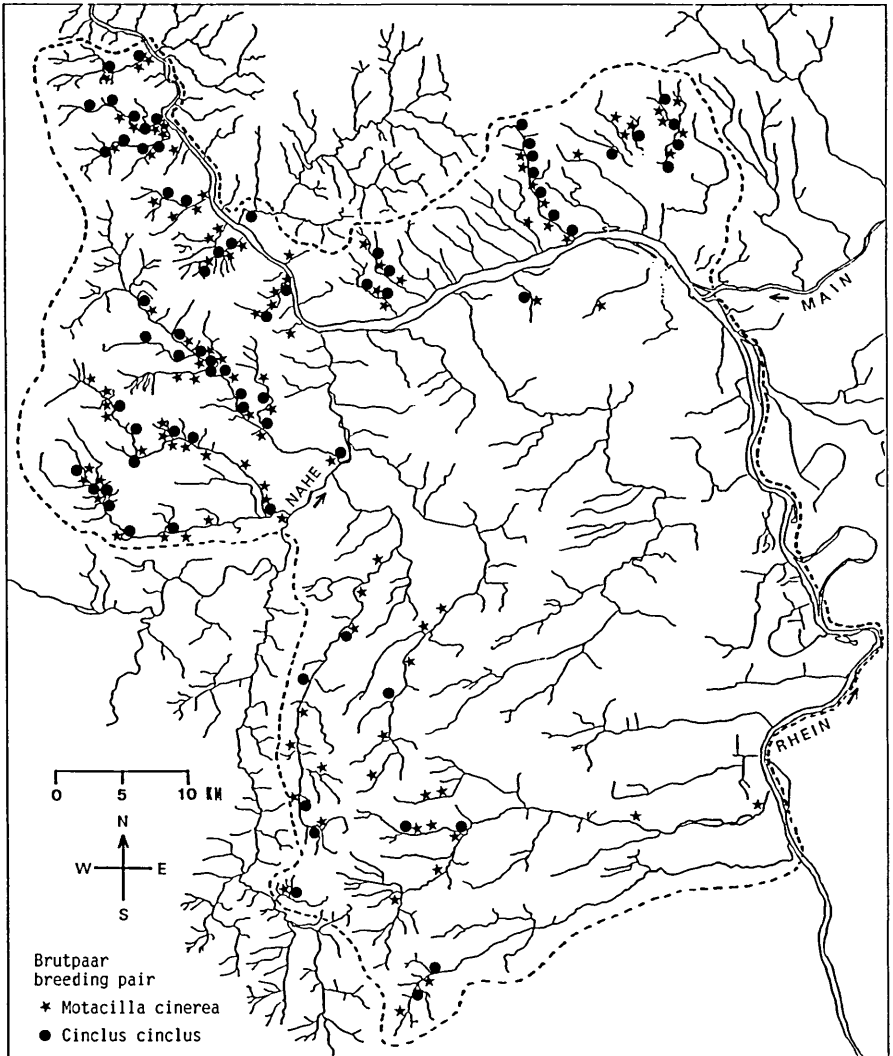 MAIN
NAHE
RHEIN
0 5 10 KM
N
W E
S
Brutpaar
breeding pair
Motacilla cinerea
Cinclus cinclus